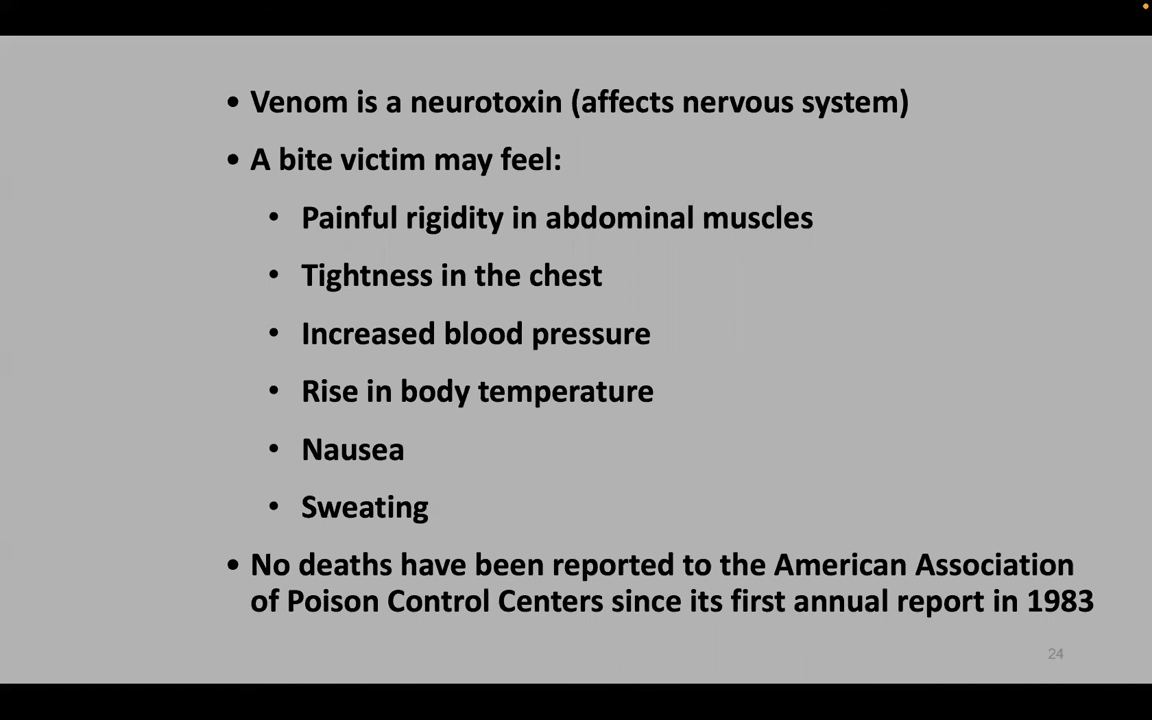 • Venom is a neurotoxin (affects nervous system)
• A bite victim may feel:
• Painful rigidity in abdominal muscles
• Tightness in the chest
• Increased blood pressure
• Rise in body temperature
• Nausea
• Sweating
• No deaths have been reported to the American Association
of Poison Control Centers since its first annual report in 1983
24